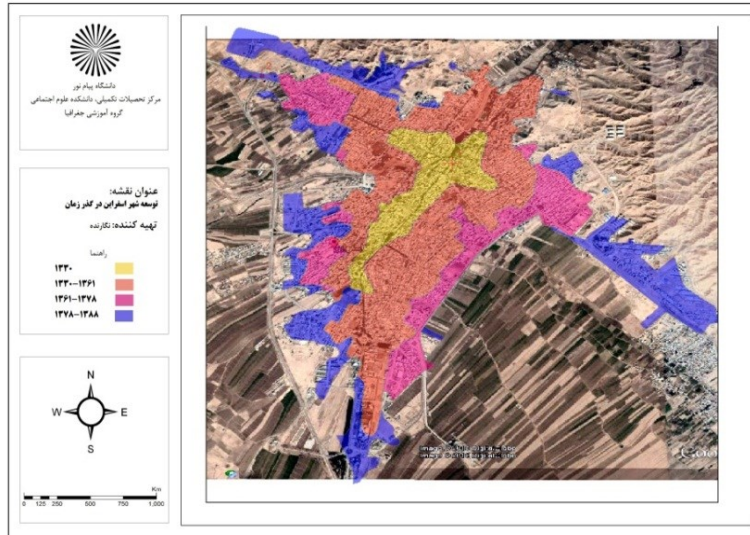 دانشگاه پیام نور
مرکز تحصیلات تکمیلی، دانشکده علوم اجتماعی
گروه آموزشی جغرافیا
عنوان نقشه:
توسعه شهر اسفراین در گذر زمان
تهیه کننده: نگارنده
راهنما
۱۳۳۰
۱۳۳۰-۱۳۶۱
۱۳۶۱-۱۳۷۸
۱۳۷۸-۱۳۸۸
N
W E
S
Km
0 125 250 500 750 1,000
Goo